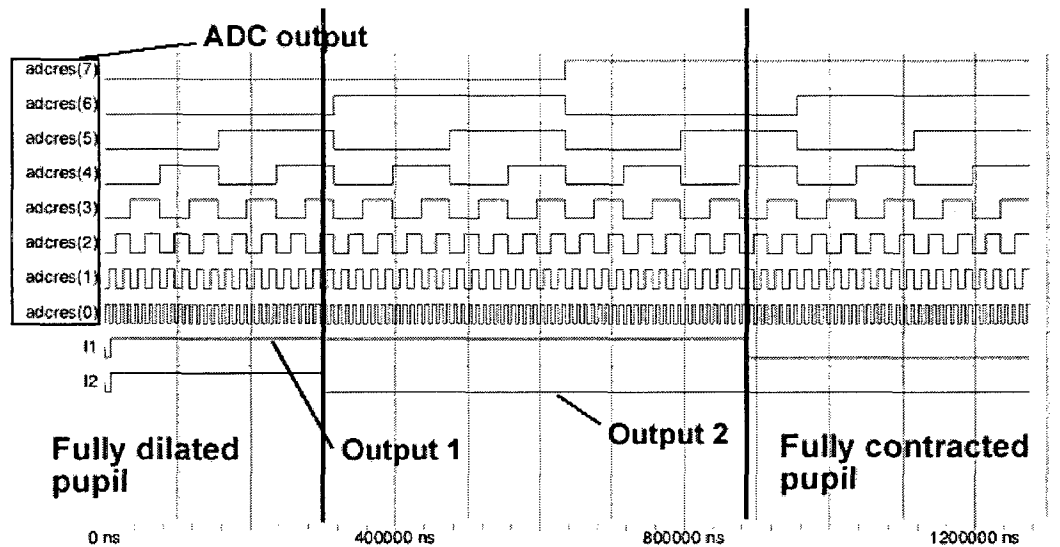 ADC output
adcres(7)
adcres(6)
adcres(5)
adcres(4)
adcres(3)
adcres(2)
adcres(1)
adcres(0)
I1
I2
Fully dilated
pupil
Output 1
Output 2
Fully contracted
pupil
0 ns
400000 ns
800000 ns
1200000 ns